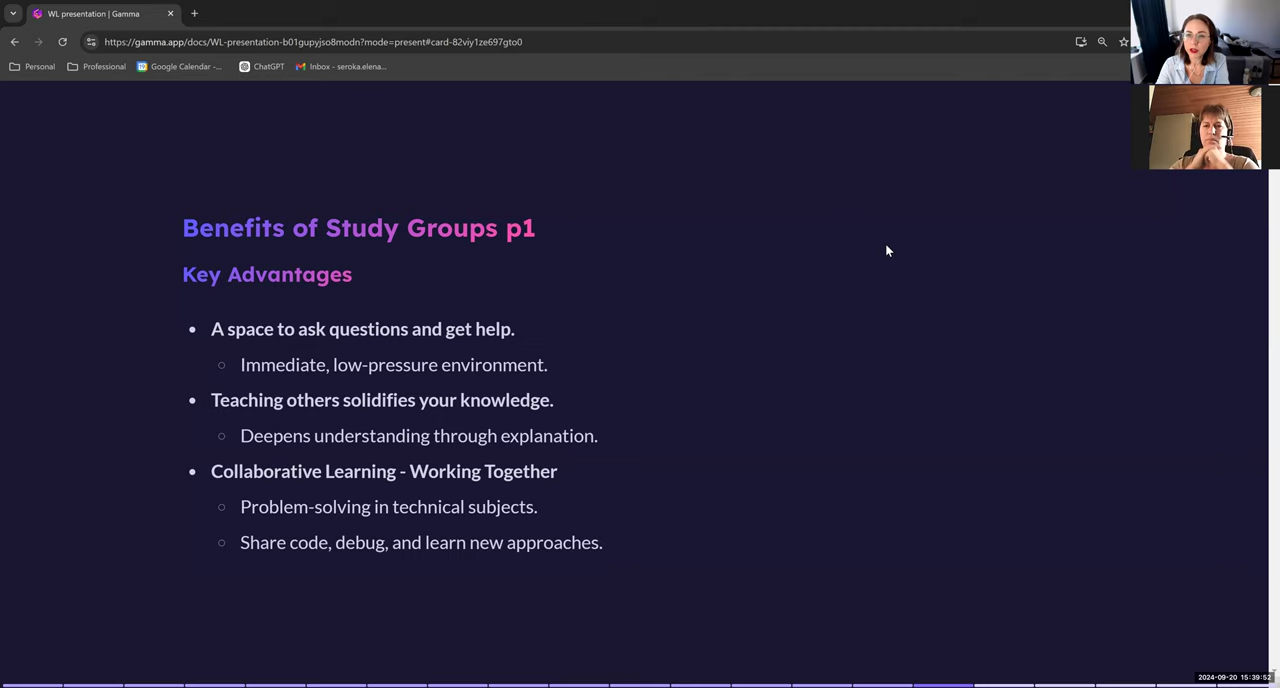 WL presentation | Gamma
https://gamma.app/docs/WL-presentation-b01gupyjso8modn?mode=present#card-82viy1ze697gto0
Personal
Professional
Google Calendar -...
ChatGPT
Inbox - seroka.elena...
Benefits of Study Groups p1
Key Advantages
A space to ask questions and get help.
Immediate, low-pressure environment.
Teaching others solidifies your knowledge.
Deepens understanding through explanation.
Collaborative Learning - Working Together
Problem-solving in technical subjects.
Share code, debug, and learn new approaches.
2024-09-20 15:39:52